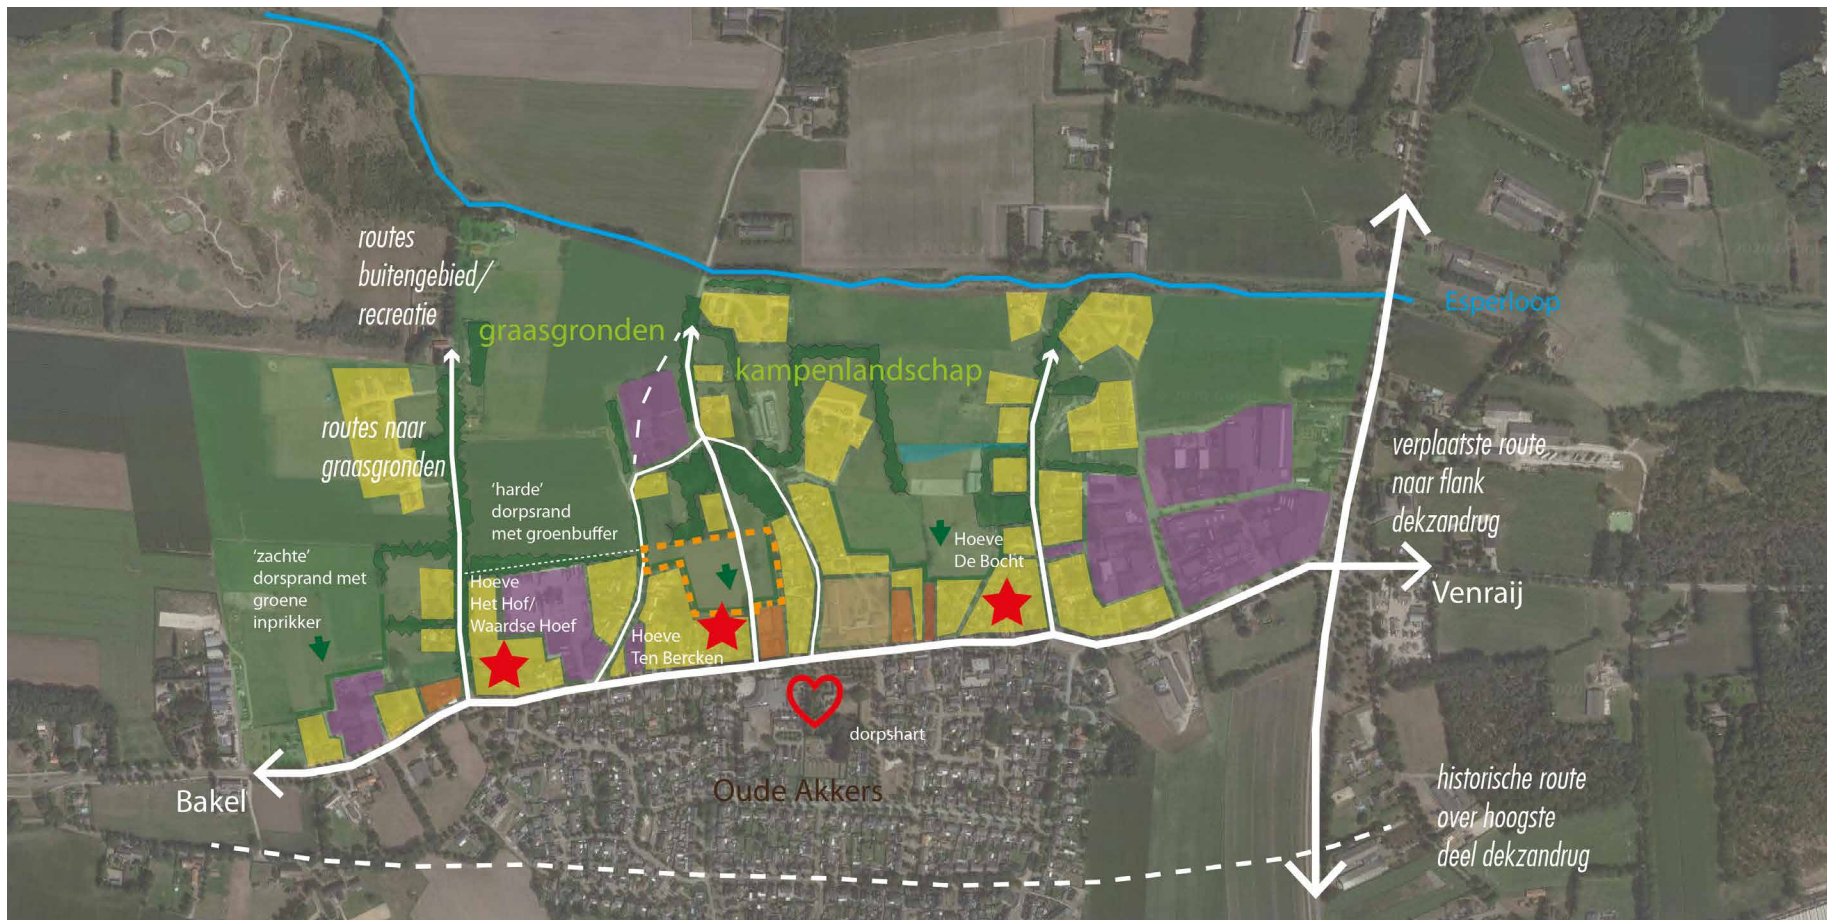 routes
buitengebied/
recreatie
graasgronden
Esperloop
kampenlandschap
routes naar
graasgronden
verplaatste route
naar flank
dekzandrug
'harde'
dorpsrand
met groenbuffer
'zachte'
dorsprand met
groene
inprikker
Hoeve
De Bocht
Hoeve
Het Hof/
Waardse Hoef
Venraij
Hoeve
Ten Bercken
dorpshart
Oude Akkers
Bakel
historische route
over hoogste
deel dekzandrug